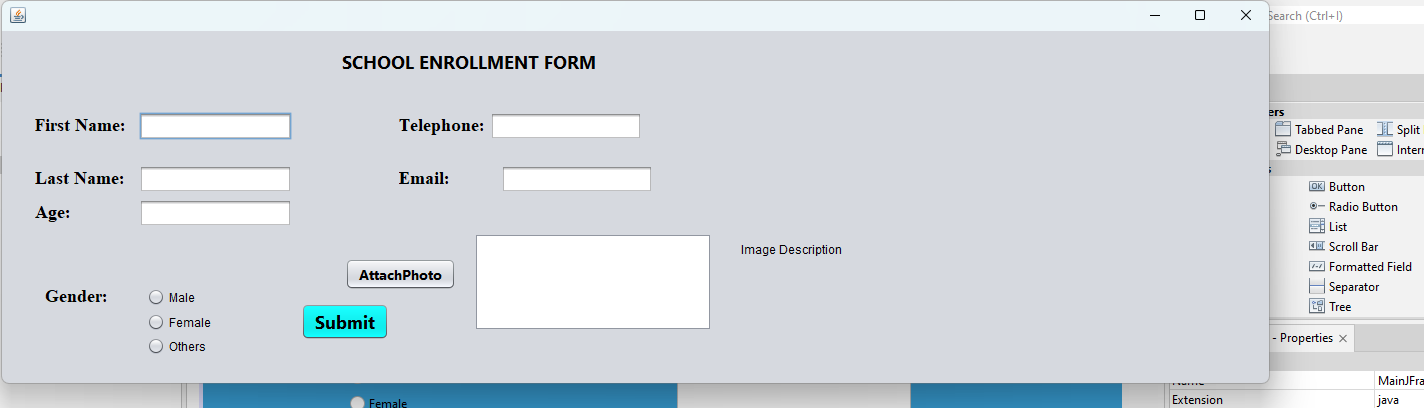 Search (Ctrl+I)
SCHOOL ENROLLMENT FORM
First Name:
Telephone:
Last Name:
Email:
Age:
Image Description
AttachPhoto
Gender:
Male
Submit
Female
Others
Tabbed Pane
Split
Desktop Pane
Button
Radio Button
List
Scroll Bar
Formatted Field
Separator
Tree
- Properties
Name
MainJFra
Extension
java
Female